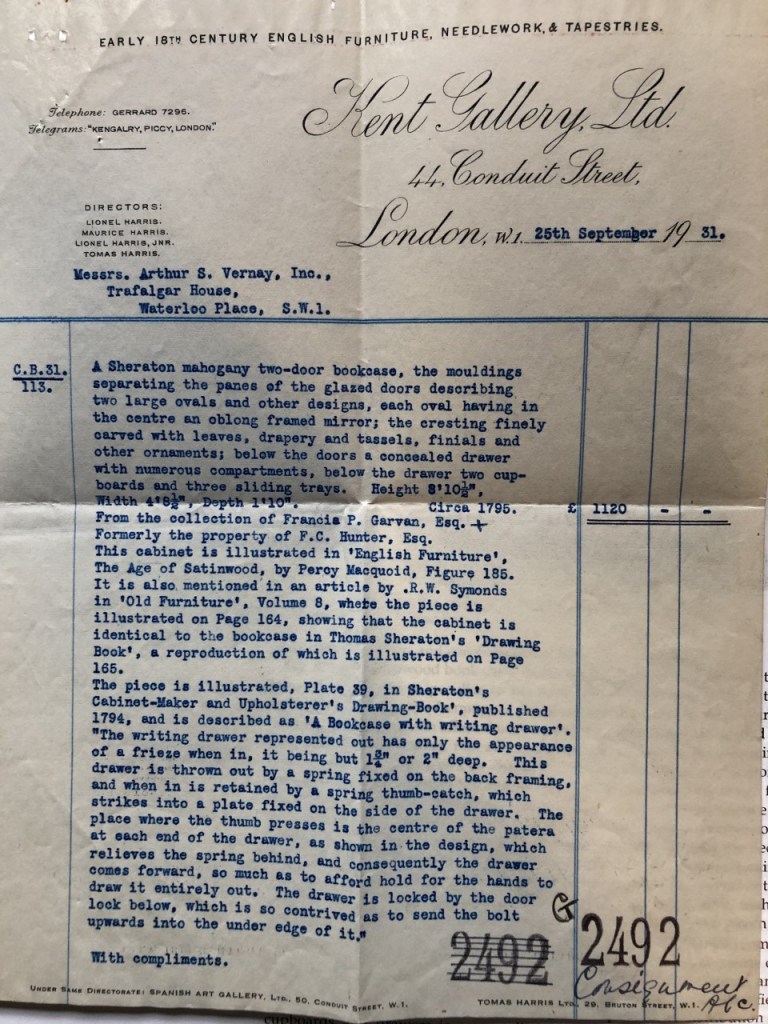 EARLY 18TH CENTURY ENGLISH FURNITURE, NEEDLEWORK, & TAPESTRIES.
Telephone: GERRARD 7295.
Telegrams: "KENGALRY, PICCY, LONDON."
Kent Gallery, Ltd.
44, Conduit Street,
London, W.1. 25th September 1931.
DIRECTORS:
LIONEL HARRIS.
MAURICE HARRIS.
LIONEL HARRIS, JNR.
TOMAS HARRIS.
Messrs. Arthur S. Vernay, Inc.,
Trafalgar House,
Waterloo Place, S.W.1.
C.B.31.
113.
A Sheraton mahogany two-door bookcase, the mouldings
separating the panes of the glazed doors describing
two large ovals and other designs, each oval having in
the centre an oblong framed mirror; the cresting finely
carved with leaves, drapery and tassels, finials and
other ornaments; below the doors a concealed drawer
with numerous compartments, below the drawer two cup-
boards and three sliding trays. Height 8'10½",
Width 4'8½", Depth 1'10". Circa 1795. £ 1120 - -
From the collection of Francis P. Garvan, Esq. +
Formerly the property of F.C. Hunter, Esq.
This cabinet is illustrated in 'English Furniture',
The Age of Satinwood, by Percy Macquoid, Figure 185.
It is also mentioned in an article by .R.W. Symonds
in 'Old Furniture', Volume 8, where the piece is
illustrated on Page 164, showing that the cabinet is
identical to the bookcase in Thomas Sheraton's 'Drawing
Book', a reproduction of which is illustrated on Page
165.
The piece is illustrated, Plate 39, in Sheraton's
Cabinet-Maker and Upholsterer's Drawing-Book', published
1794, and is described as 'A Bookcase with writing drawer'.
"The writing drawer represented out has only the appearance
of a frieze when in, it being but 1¾" or 2" deep. This
drawer is thrown out by a spring fixed on the back framing,
and when in is retained by a spring thumb-catch, which
strikes into a plate fixed on the side of the drawer. The
place where the thumb presses is the centre of the patera
at each end of the drawer, as shown in the design, which
relieves the spring behind, and consequently the drawer
comes forward, so much as to afford hold for the hands to
draw it entirely out. The drawer is locked by the door
lock below, which is so contrived as to send the bolt
upwards into the under edge of it."
With compliments.
2492
2492
Consignment
UNDER SAME DIRECTORATE: SPANISH ART GALLERY, LTD., 50, CONDUIT STREET, W.1. TOMAS HARRIS LTD., 29, BRUTON STREET, W.1.